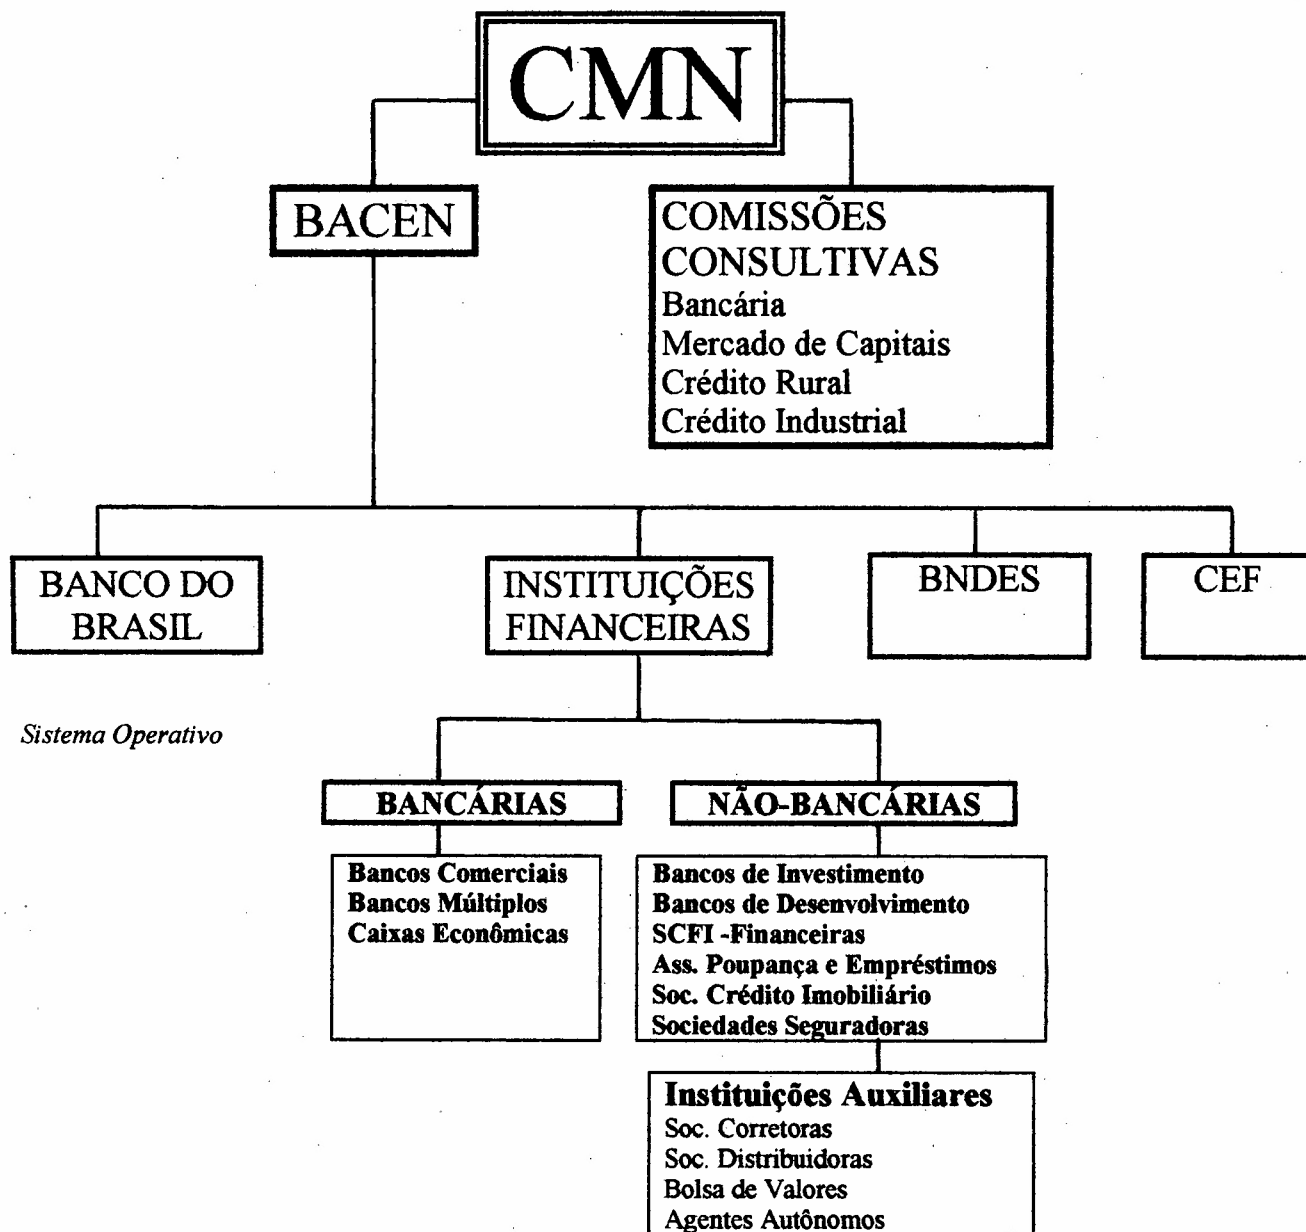 CMN
BACEN
COMISSÕES
CONSULTIVAS
Bancária
Mercado de Capitais
Crédito Rural
Crédito Industrial
BANCO DO
BRASIL
INSTITUIÇÕES
FINANCEIRAS
BNDES
CEF
Sistema Operativo
BANCÁRIAS
NÃO-BANCÁRIAS
Bancos Comerciais
Bancos Múltiplos
Caixas Econômicas
Bancos de Investimento
Bancos de Desenvolvimento
SCFI -Financeiras
Ass. Poupança e Empréstimos
Soc. Crédito Imobiliário
Sociedades Seguradoras
Instituições Auxiliares
Soc. Corretoras
Soc. Distribuidoras
Bolsa de Valores
Agentes Autônomos